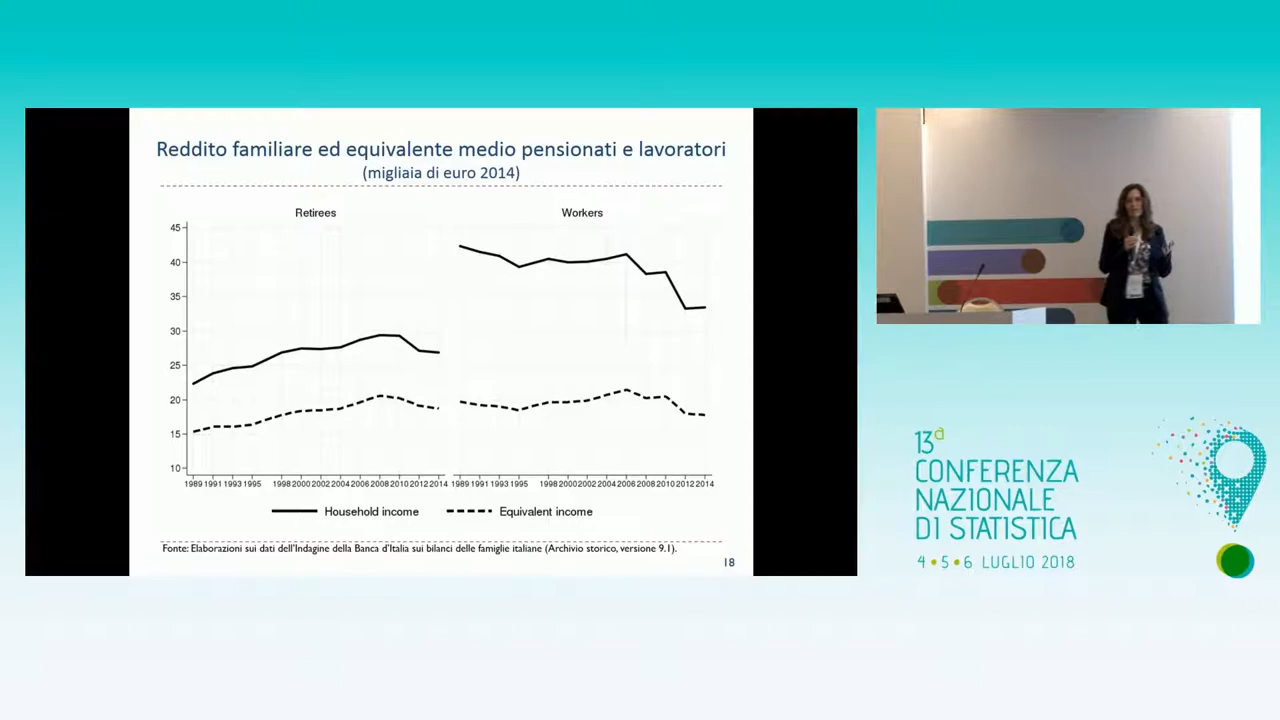 Reddito familiare ed equivalente medio pensionati e lavoratori
(migliaia di euro 2014)
Retirees
Workers
45
40
35
30
25
20
15
10
1989 1991 1993 1995 1998 2000 2002 2004 2006 2008 2010 2012 2014
1989 1991 1993 1995 1998 2000 2002 2004 2006 2008 2010 2012 2014
Household income
Equivalent income
Fonte: Elaborazioni sui dati dell'Indagine della Banca d'Italia sui bilanci delle famiglie italiane (Archivio storico, versione 9.1).
18
13ª
CONFERENZA
NAZIONALE
DI STATISTICA
4 • 5 • 6 LUGLIO 2018